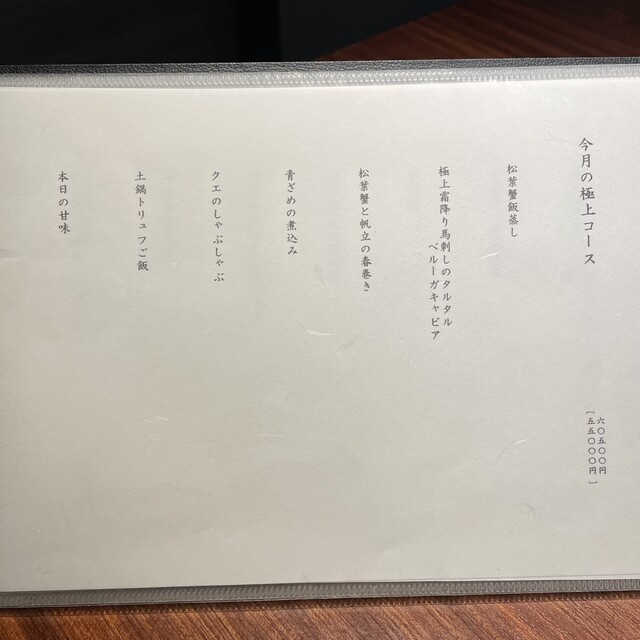 今月の極上コース
六〇五〇〇円
［五五〇〇〇円］
松葉蟹飯蒸し
極上霜降り馬刺しのタルタル
ベルーガキャビア
松葉蟹と帆立の春巻き
青ざめの煮込み
クエのしゃぶしゃぶ
土鍋トリュフご飯
本日の甘味